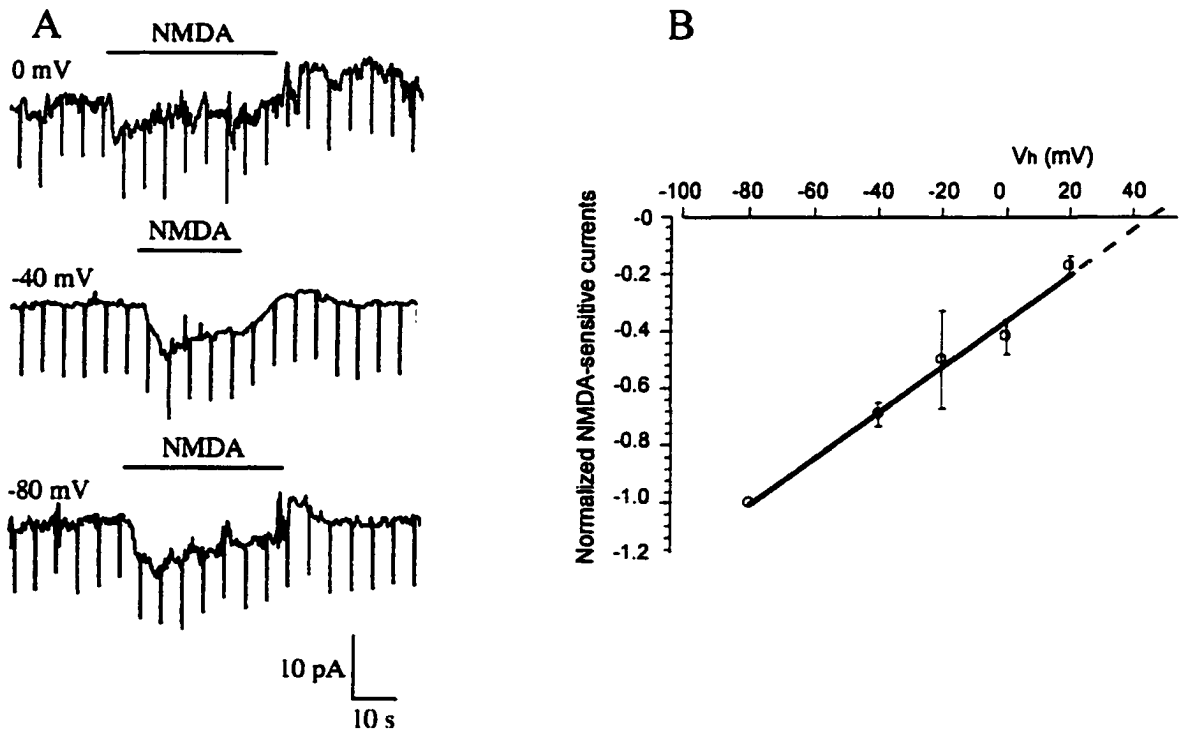 A
NMDA
0 mV
NMDA
-40 mV
NMDA
-80 mV
10 pA
10 s
B
Vh (mV)
-100 -80 -60 -40 -20 0 20 40
-0
-0.2
-0.4
-0.6
-0.8
-1.0
-1.2
Normalized NMDA-sensitive currents